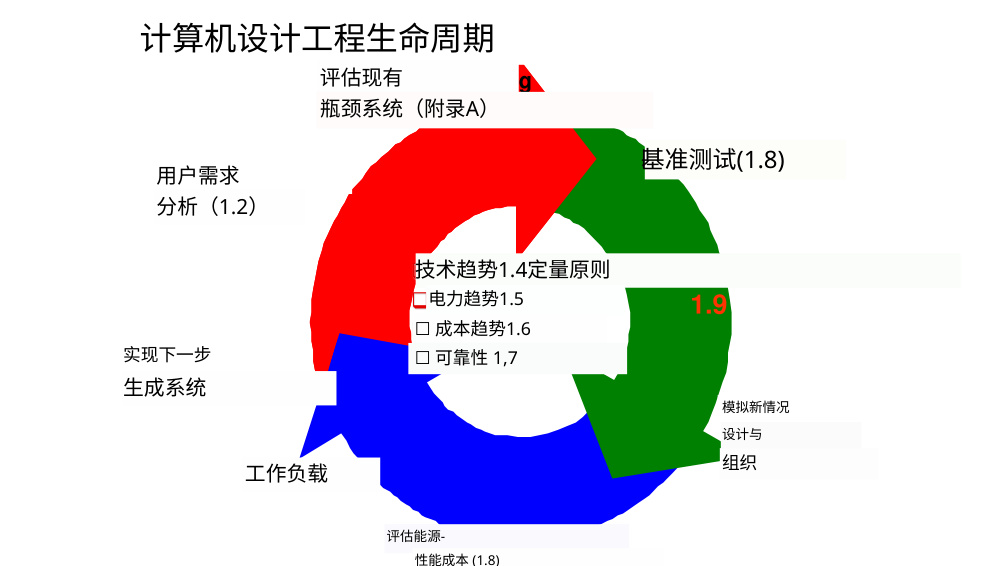 计算机设计工程生命周期
评估现有
g
瓶颈系统（附录A）
基准测试(1.8)
用户需求
分析（1.2）
技术趋势1.4定量原则
□电力趋势1.5
1.9
□ 成本趋势1.6
□ 可靠性 1,7
实现下一步
生成系统
模拟新情况
设计与
组织
工作负载
评估能源-
性能成本 (1.8)